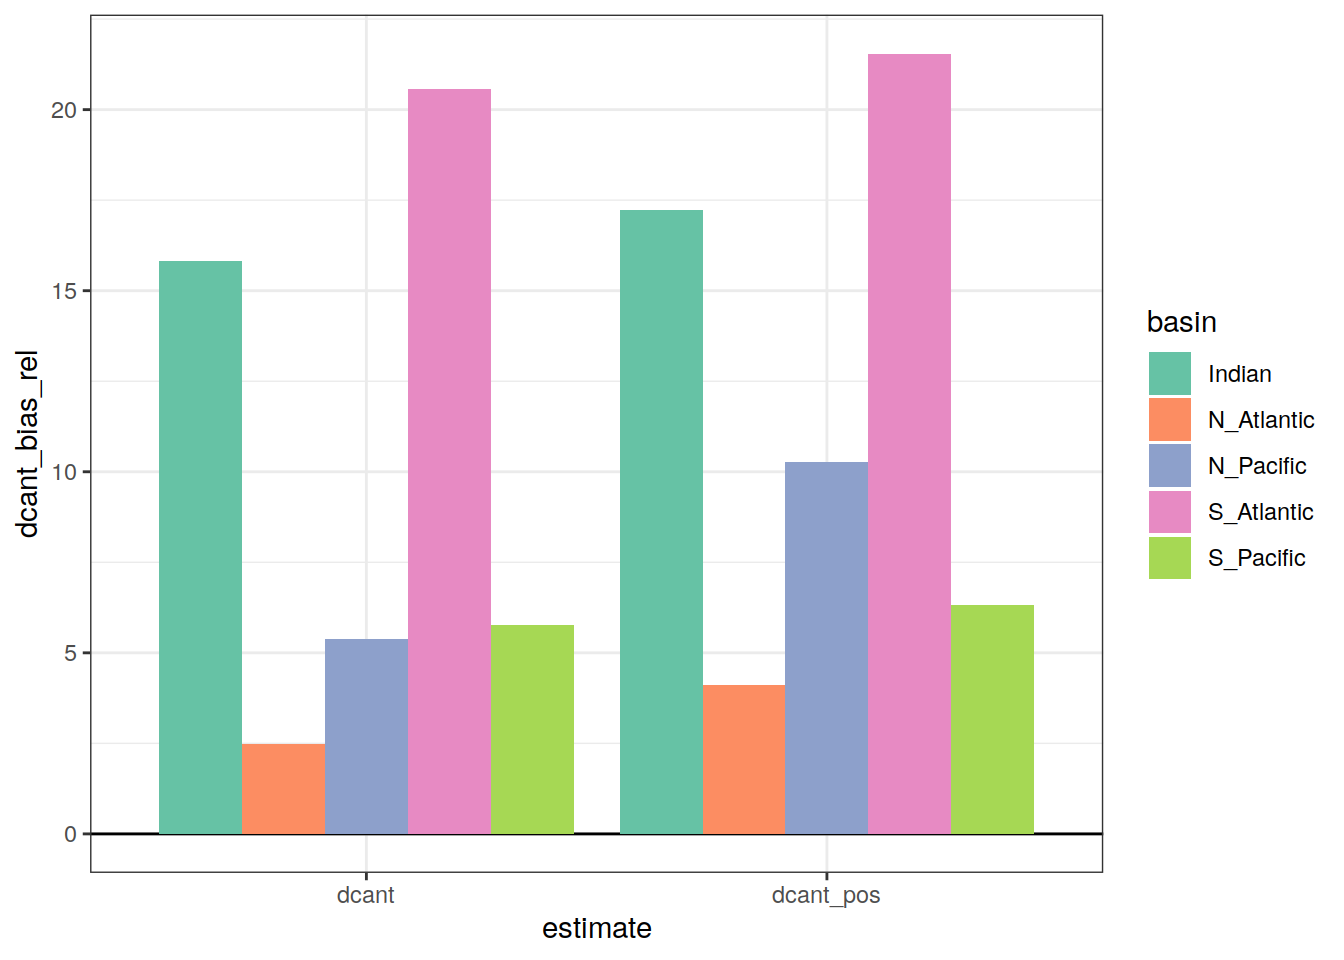 dcant_bias_rel
20
15
10
5
0
dcant
dcant_pos
estimate
basin
Indian
N_Atlantic
N_Pacific
S_Atlantic
S_Pacific